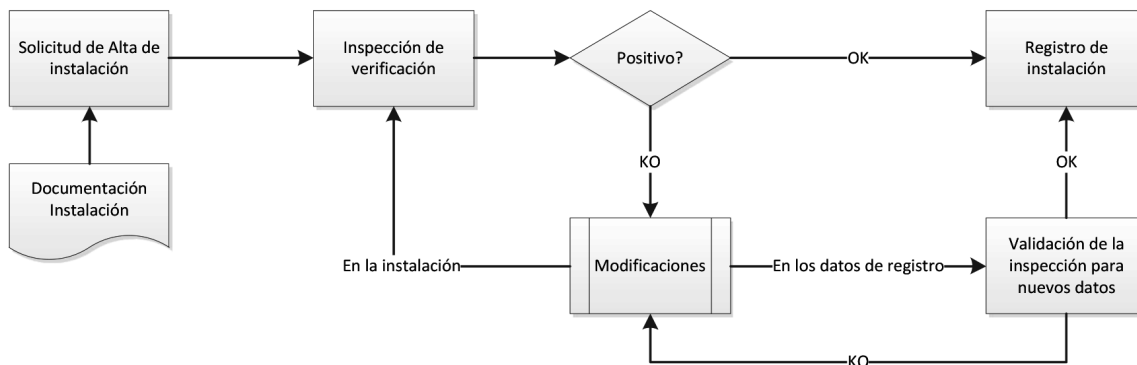 Solicitud de Alta de
instalación
Inspección de
verificación
Positivo?
OK
Registro de
instalación
KO
OK
Documentación
Instalación
En la instalación
Modificaciones
En los datos de registro
Validación de la
inspección para
nuevos datos
KO